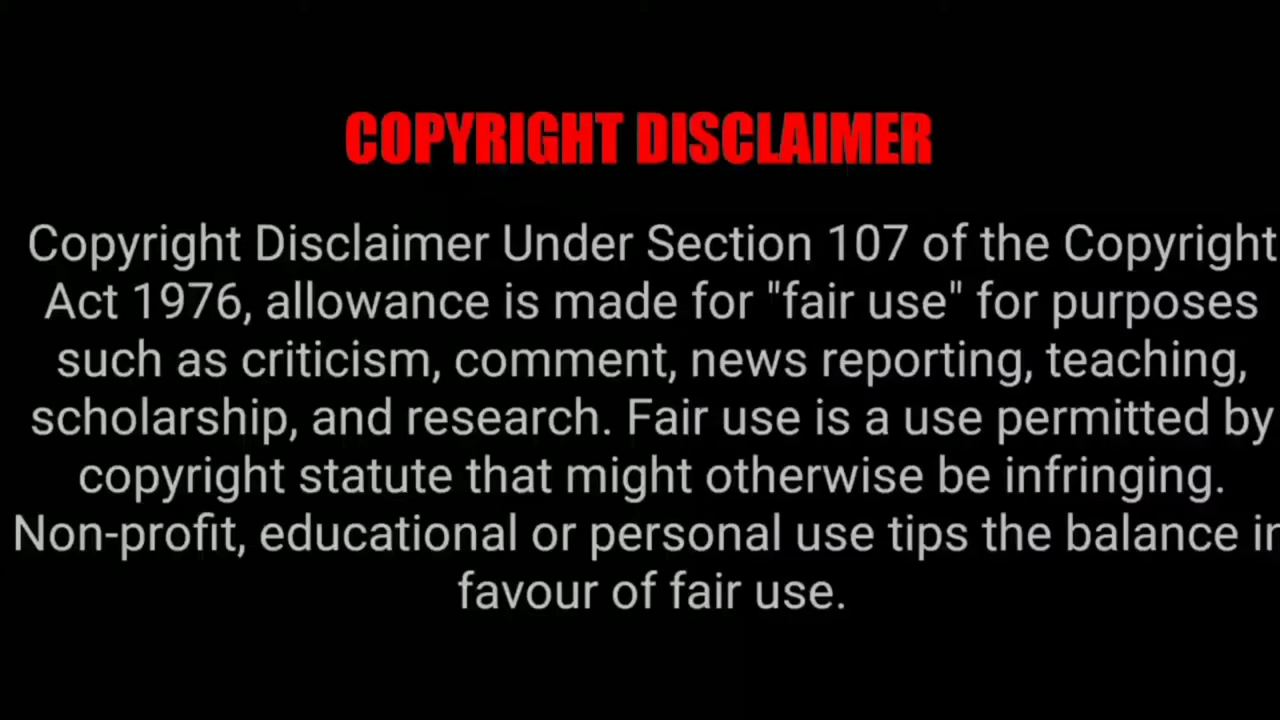 COPYRIGHT DISCLAIMER
Copyright Disclaimer Under Section 107 of the Copyright
Act 1976, allowance is made for "fair use" for purposes
such as criticism, comment, news reporting, teaching,
scholarship, and research. Fair use is a use permitted by
copyright statute that might otherwise be infringing.
Non-profit, educational or personal use tips the balance in
favour of fair use.